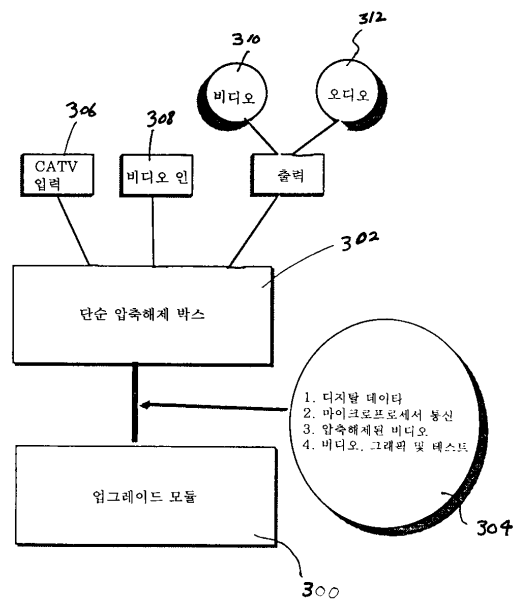 310
312
비디오
오디오
306
308
CATV
입력
비디오 인
출력
302
단순 압축해제 박스
1. 디지탈 데이타
2. 마이크로프로세서 통신
3. 압축해제된 비디오
4. 비디오, 그래픽 및 테스트
업그레이드 모듈
304
300